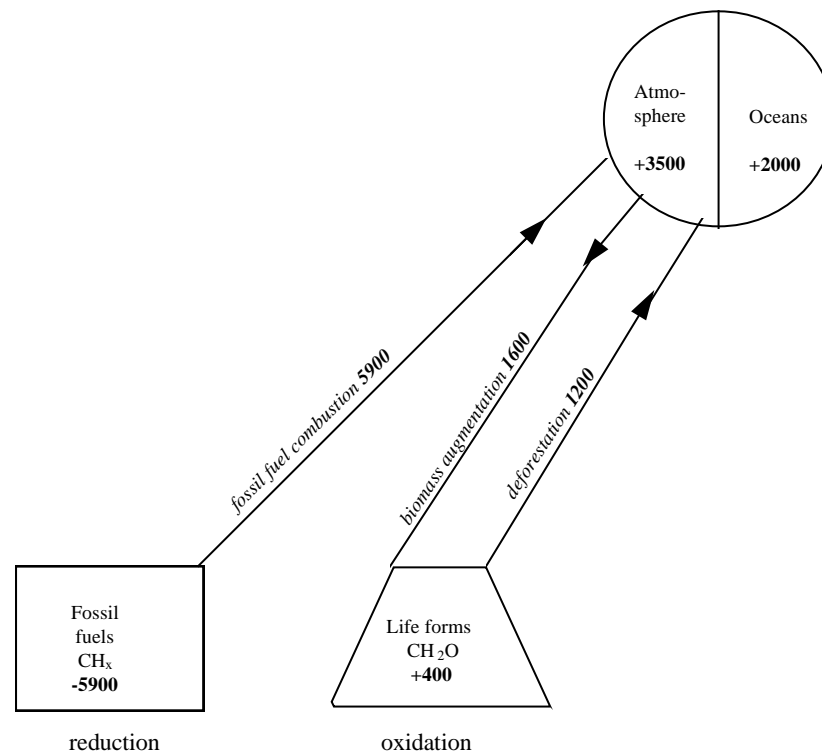 Atmo-
sphere
+3500
Oceans
+2000
fossil fuel combustion 5900
biomass augmentation 1600
deforestation 1200
Fossil
fuels
CHx
-5900
Life forms
CH2O
+400
reduction
oxidation